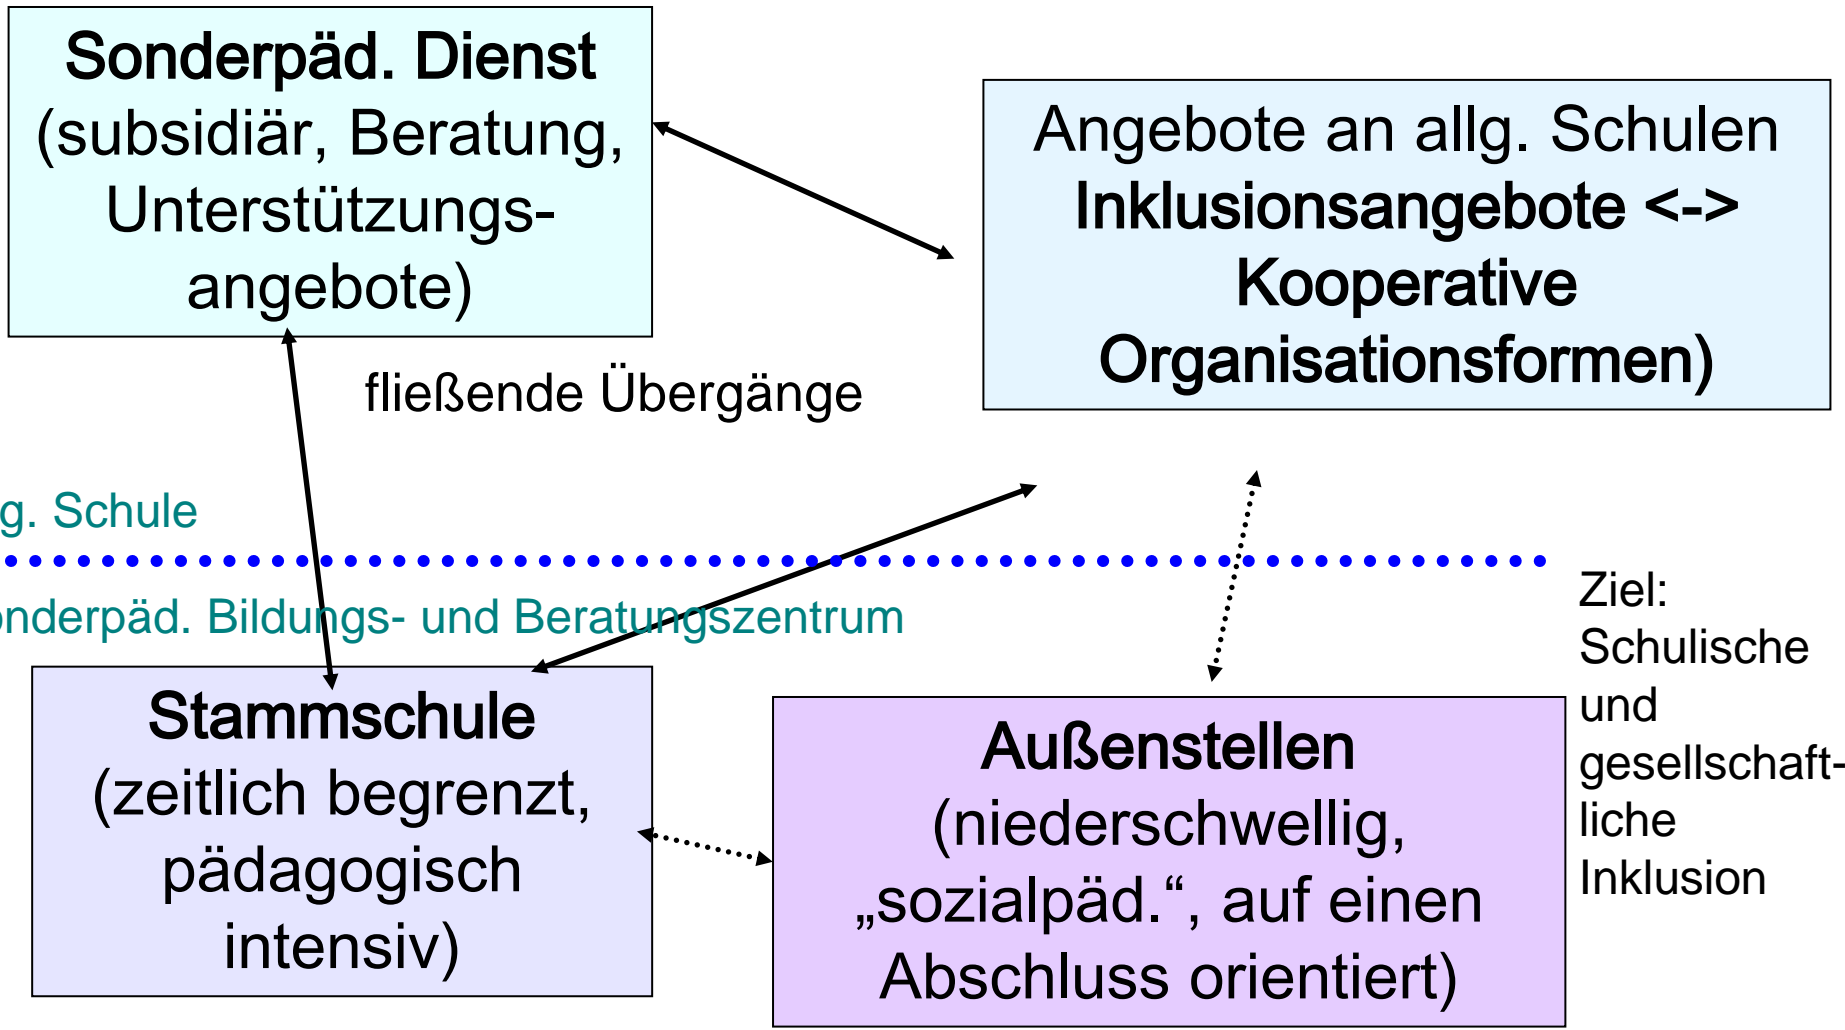 Sonderpäd. Dienst
(subsidiär, Beratung,
Unterstützungs-
angebote)
Angebote an allg. Schulen
Inklusionsangebote <->
Kooperative
Organisationsformen)
fließende Übergänge
g. Schule
onderpäd. Bildungs- und Beratungszentrum
Stammschule
(zeitlich begrenzt,
pädagogisch
intensiv)
Außenstellen
(niederschwellig,
„sozialpäd.“, auf einen
Abschluss orientiert)
Ziel:
Schulische
und
gesellschaft-
liche
Inklusion